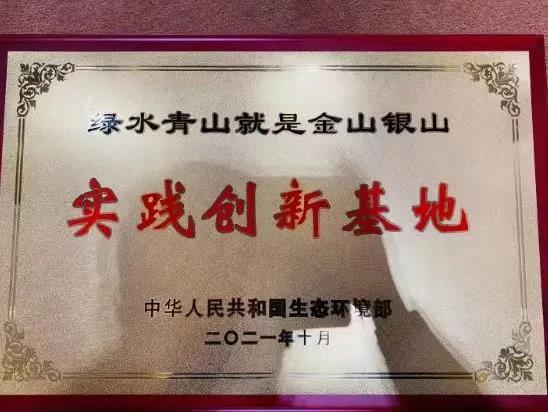 绿水青山就是金山银山
实践创新基地
中华人民共和国生态环境部
二〇二一年十月